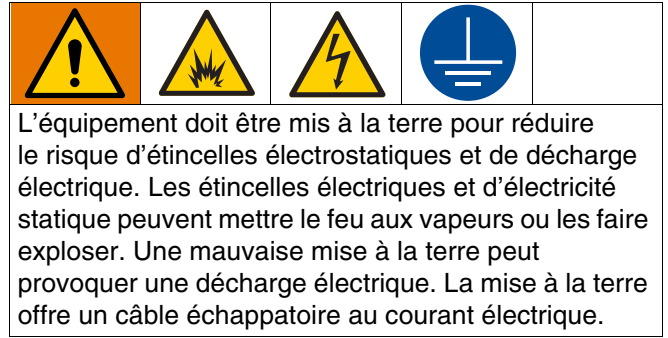 L’équipement doit être mis à la terre pour réduire
le risque d’étincelles électrostatiques et de décharge
électrique. Les étincelles électriques et d’électricité
statique peuvent mettre le feu aux vapeurs ou les faire
exploser. Une mauvaise mise à la terre peut
provoquer une décharge électrique. La mise à la terre
offre un câble échappatoire au courant électrique.